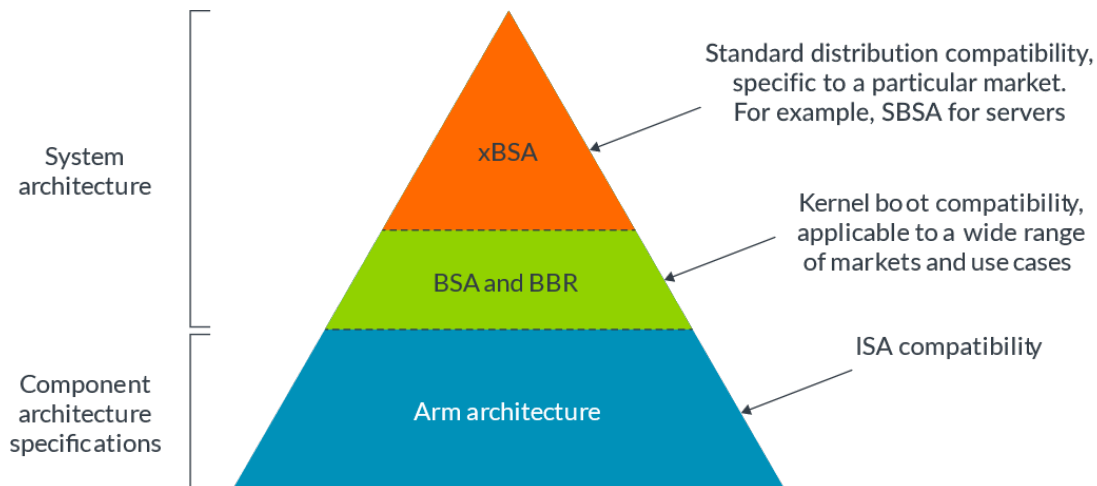 Standard distribution compatibility,
specific to a particular market.
For example, SBSA for servers
xBSA
System
architecture
Kernel boot compatibility,
applicable to a wide range
of markets and use cases
BSA and BBR
ISA compatibility
Component
architecture
specifications
Arm architecture